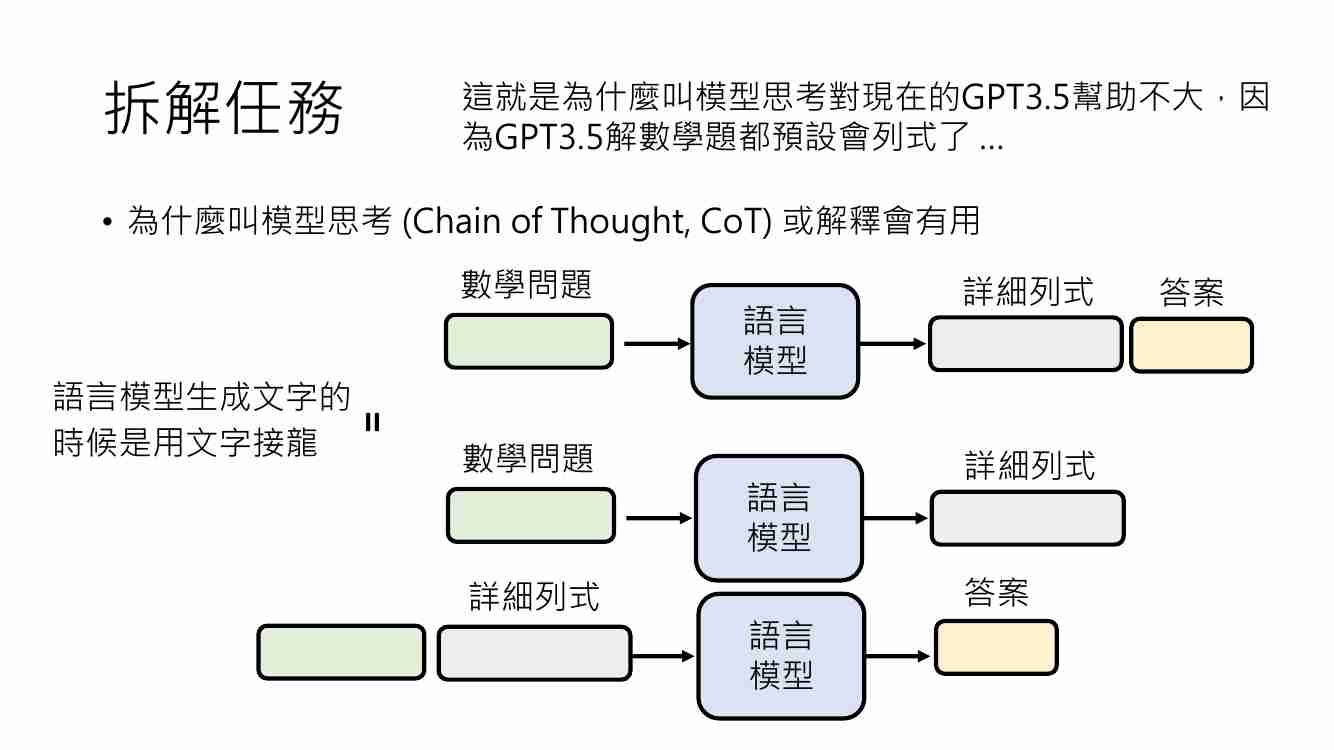 拆解任務
這就是為什麼叫模型思考對現在的GPT3.5幫助不大，因
為GPT3.5解數學題都預設會列式了 ...
• 為什麼叫模型思考 (Chain of Thought, CoT) 或解釋會有用
數學問題
語言
模型
詳細列式
答案
語言模型生成文字的
時候是用文字接龍
=
數學問題
語言
模型
詳細列式
詳細列式
語言
模型
答案